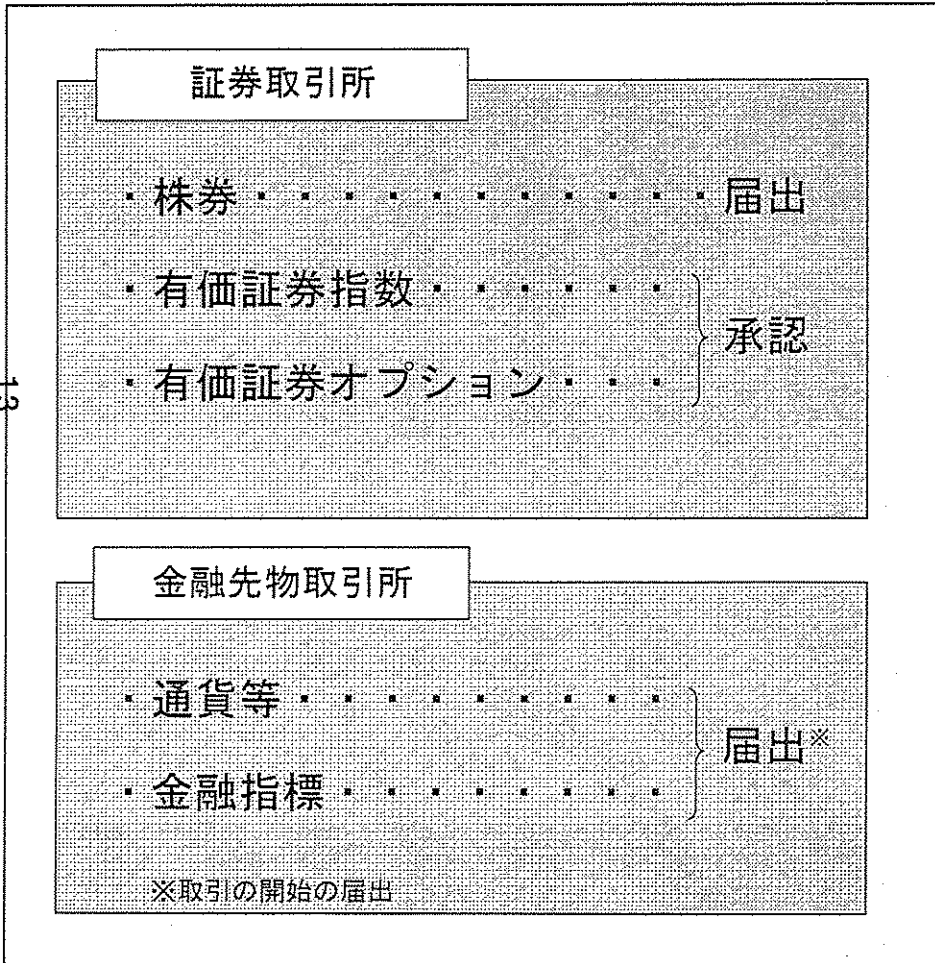 証券取引所
・株券・・・・・・・・・・・届出
・有価証券指数・・・・・・
承認
・有価証券オプション・・・
金融先物取引所
・通貨等・・・・・・・・・
届出※
・金融指標・・・・・・・・
※取引の開始の届出
13